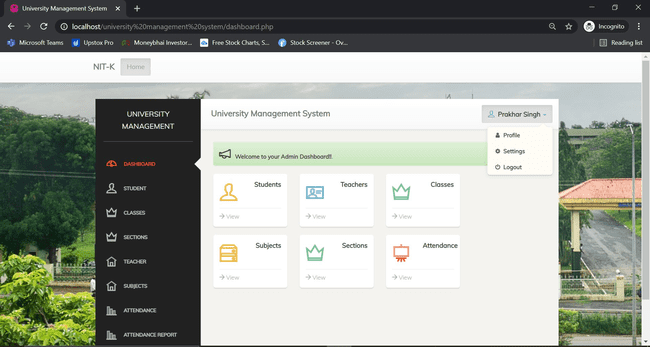 University Management System
localhost/university%20management%20system/dashboard.php
Incognito
Microsoft Teams
Upstox Pro
Moneybhai Investor...
Free Stock Charts, S...
Stock Screener - Ov...
Reading list
NIT-K
Home
UNIVERSITY
MANAGEMENT
University Management System
Prakhar Singh
Profile
Settings
Logout
Welcome to your Admin Dashboard!!
DASHBOARD
STUDENT
CLASSES
SECTIONS
TEACHER
SUBJECTS
ATTENDANCE
ATTENDANCE REPORT
Students
View
Teachers
View
Classes
View
Subjects
View
Sections
View
Attendance
View